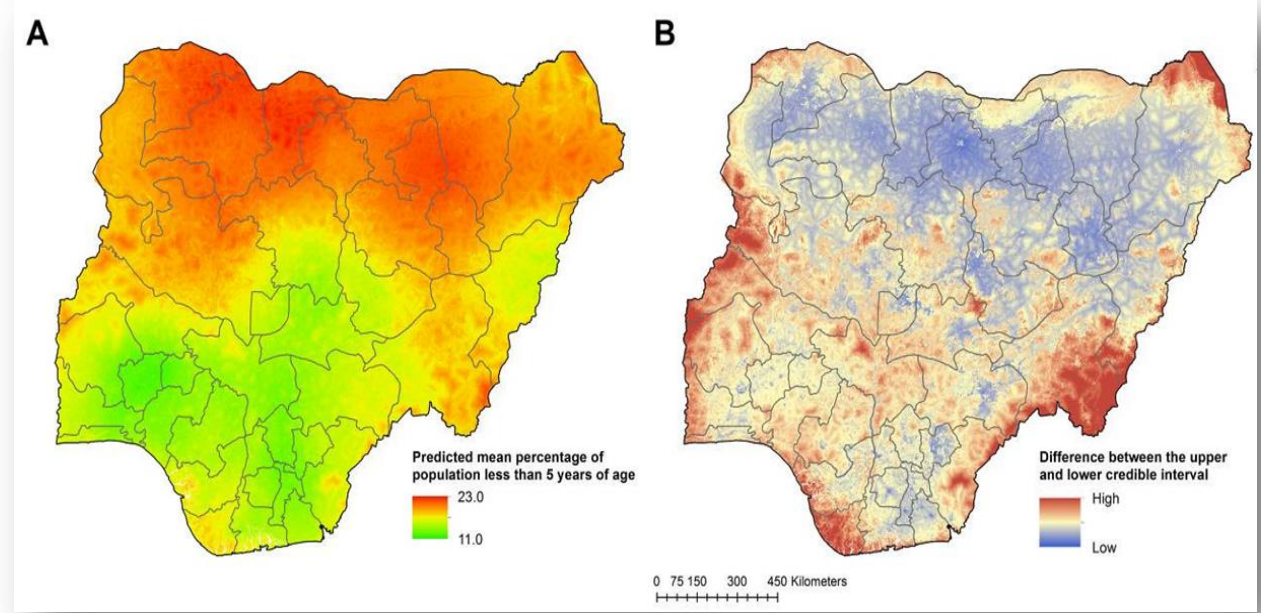 A
B
Predicted mean percentage of
population less than 5 years of age
23.0
11.0
Difference between the upper
and lower credible interval
High
Low
0 75 150 300 450 Kilometers